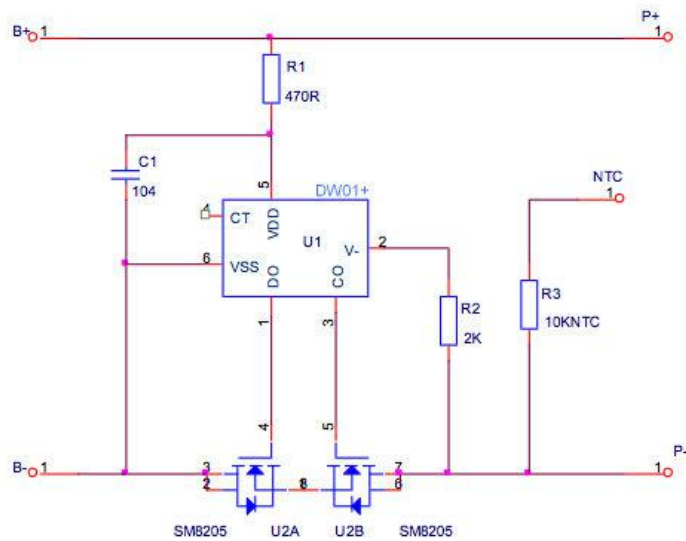 B+ 1 1 P+
R1
470R
C1
104
5
DW01+
4 CT VDD
U1
NTC
1
V- 2
6 VSS
DO CO
R3
10KNTC
R2
2K
1 3
4 5
B- 1 3 7 1 P-
2 8 6
SM8205 U2A U2B SM8205